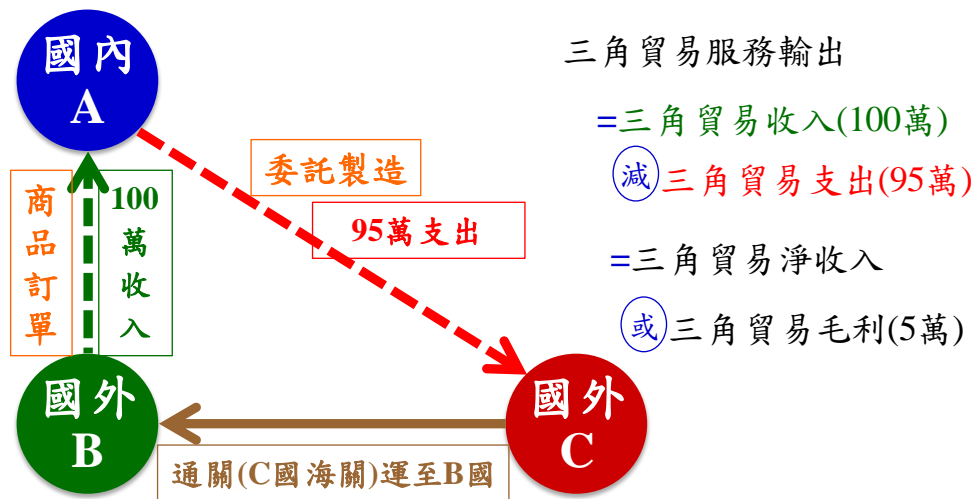 國內
A
商品訂單
100萬收入
委託製造
95萬支出
國外
B
國外
C
通關(C國海關)運至B國
三角貿易服務輸出
=三角貿易收入(100萬)
減三角貿易支出(95萬)
=三角貿易淨收入
或三角貿易毛利(5萬)